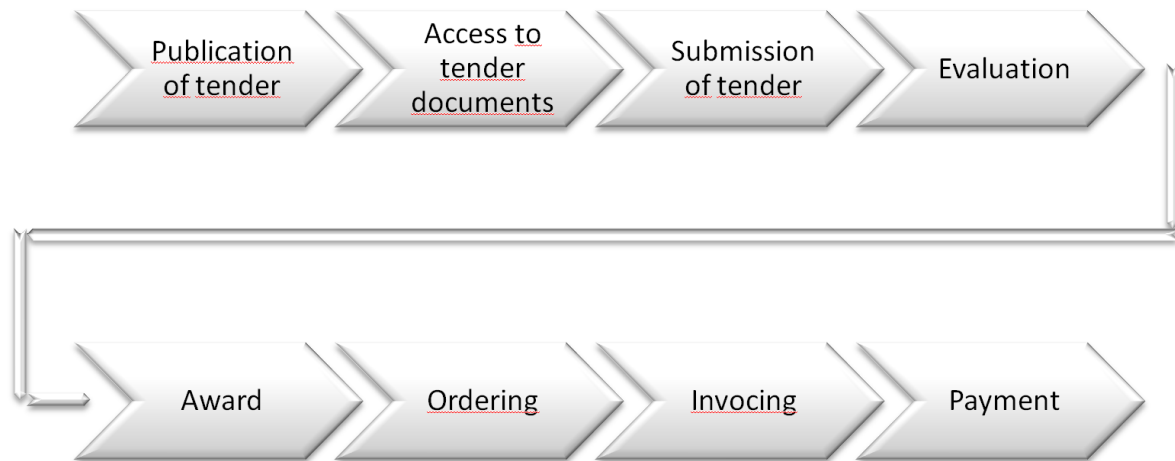 Publication
of tender
Access to
tender
documents
Submission
of tender
Evaluation
Award
Ordering
Invocing
Payment